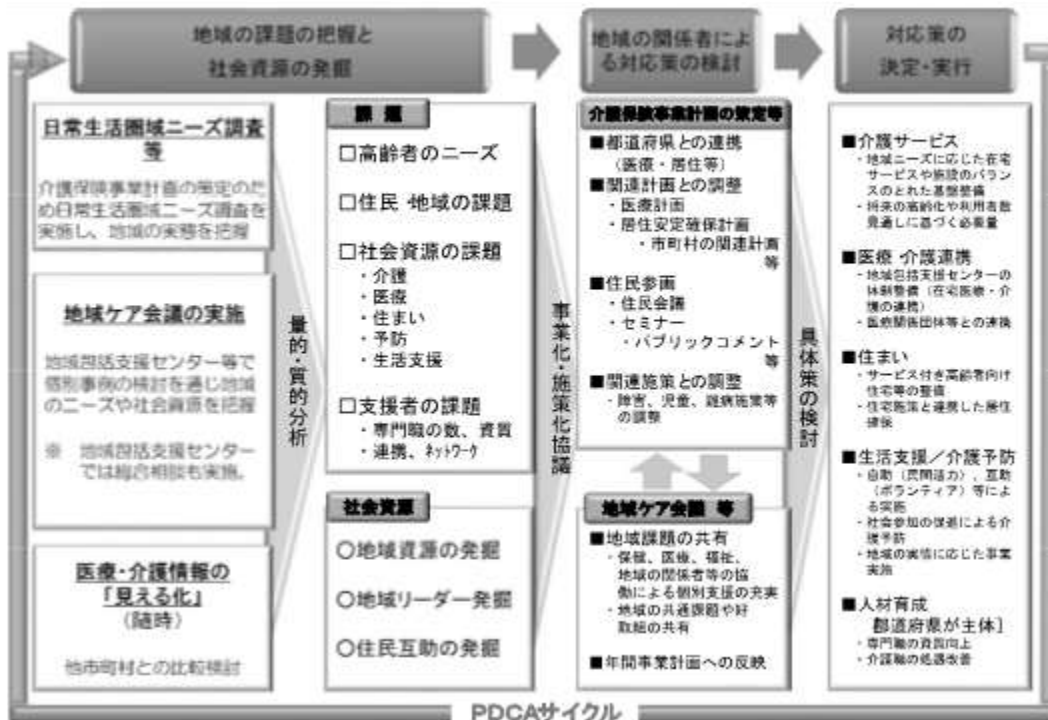 地域の課題の把握と
社会資源の発掘
地域の関係者によ
る対応策の検討
対応策の
決定・実行
日常生活圏域ニーズ調査
等
介護保険事業計画の策定のた
め日常生活圏域ニーズ調査を
実施し、地域の実態を把握
地域ケア会議の実施
地域包括支援センター等で
個別事例の検討を通じ地域
のニーズや社会資源を把握
※ 地域包括支援センター
では総合相談も実施。
医療・介護情報の
「見える化」
(随時)
他市町村との比較検討
量的・質的分析
課 題
□高齢者のニーズ
□住民・地域の課題
□社会資源の課題
・介護
・医療
・住まい
・予防
・生活支援
□支援者の課題
・専門職の数、資質
・連携、ネットワーク
社会資源
○地域資源の発掘
○地域リーダー発掘
○住民互助の発掘
事業化・施策化協議
介護保険事業計画の策定等
■都道府県との連携
(医療・居住等)
■関連計画との調整
・医療計画
・居住安定確保計画
・市町村の関連計画
等
■住民参画
・住民会議
・セミナー
・パブリックコメント
等
■関連施策との調整
・障害、児童、難病施策等
の調整
地域ケア会議 等
■地域課題の共有
・保健、医療、福祉、
地域の関係者等の協
働による個別支援の充実
・地域の共通課題や好
取組の共有
■年間事業計画への反映
具体策の検討
■介護サービス
・地域ニーズに応じた在宅
サービスや施設のバランス
のとれた基盤整備
・将来の高齢化や利用者数
見通しに基づく必要量
■医療・介護連携
・地域包括支援センターの
体制整備(在宅医療・介
護の連携)
・医療関係団体等との連携
■住まい
・サービス付き高齢者向け
住宅等の整備
・住宅施策と連携した居住
確保
■生活支援/介護予防
・自助(民間活力)、互助
(ボランティア)等によ
る実施
・社会参加の促進による介
護予防
・地域の実情に応じた事業
実施
■人材育成
都道府県が主体]
・専門職の資質向上
・介護職の処遇改善
PDCAサイクル